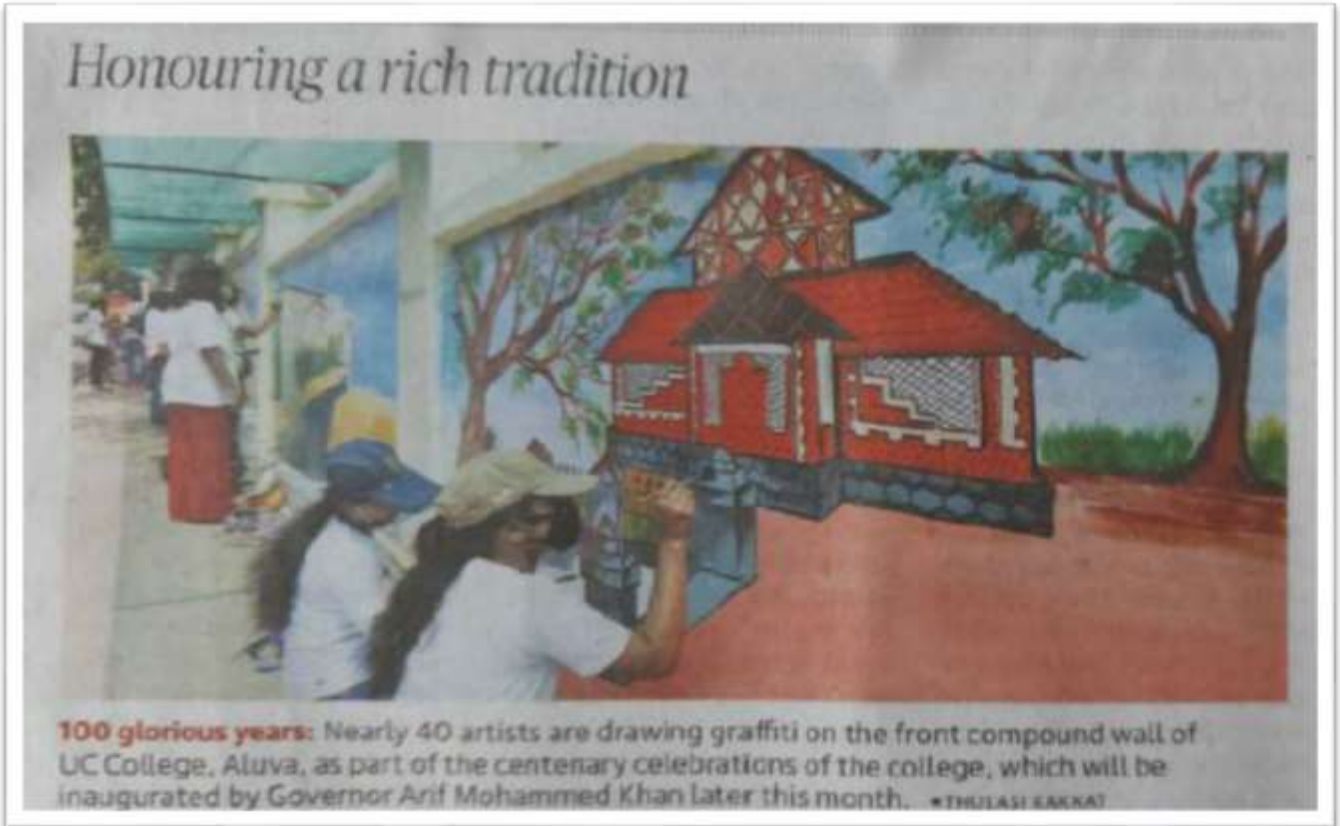 Honouring a rich tradition
100 glorious years: Nearly 40 artists are drawing graffiti on the front compound wall of
UC College, Aluva, as part of the centenary celebrations of the college, which will be
inaugurated by Governor Arif Mohammed Khan later this month. • THULASI KAKKAT